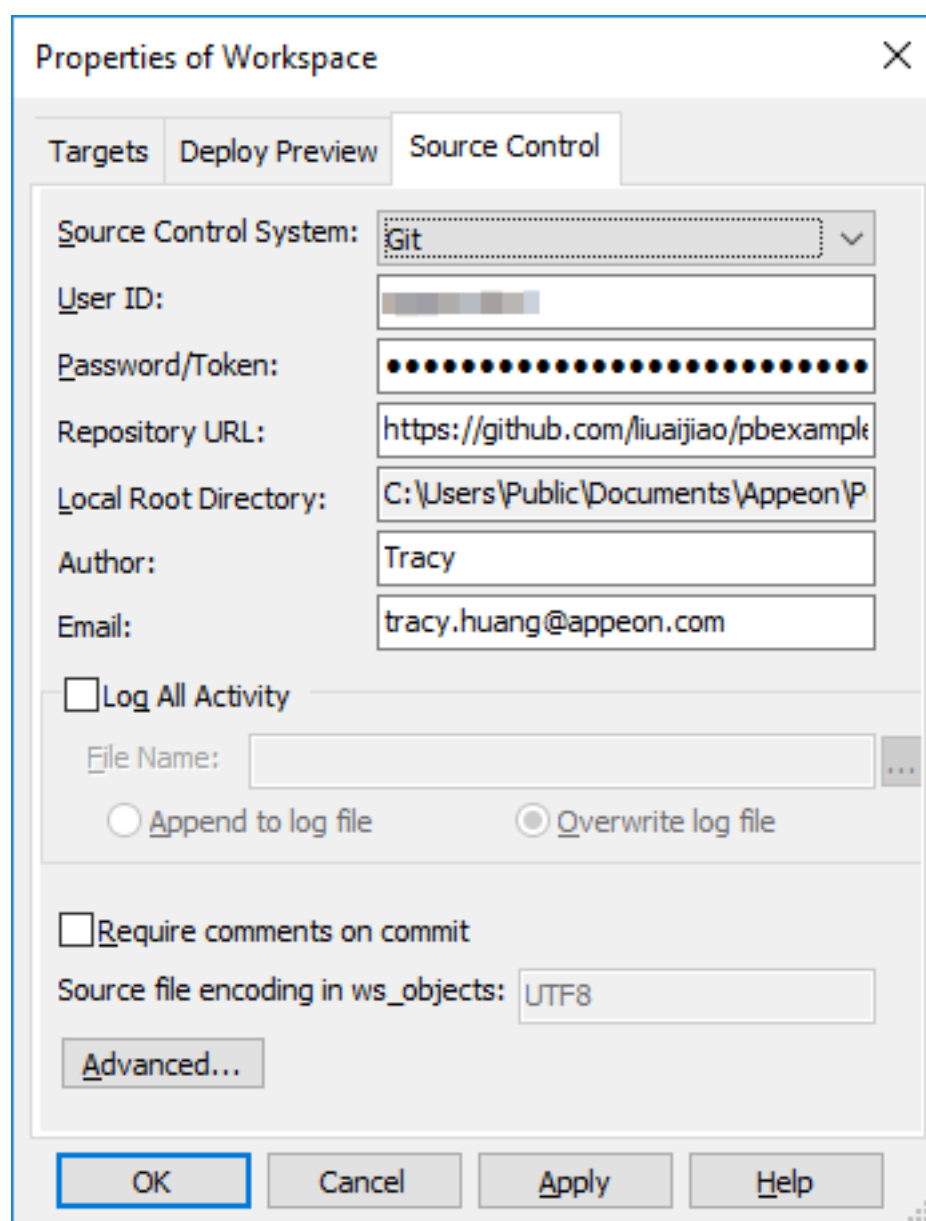 Properties of Workspace
Targets Deploy Preview Source Control
Source Control System: Git
User ID:
Password/Token: ●●●●●●●●●●●●●●●●●●●●●●●●●●
Repository URL: https://github.com/liuaijiao/pbexample
Local Root Directory: C:\Users\Public\Documents\Appeon\P
Author: Tracy
Email: tracy.huang@appeon.com
Log All Activity
File Name: ...
Append to log file Overwrite log file
Require comments on commit
Source file encoding in ws_objects: UTF8
Advanced...
OK Cancel Apply Help